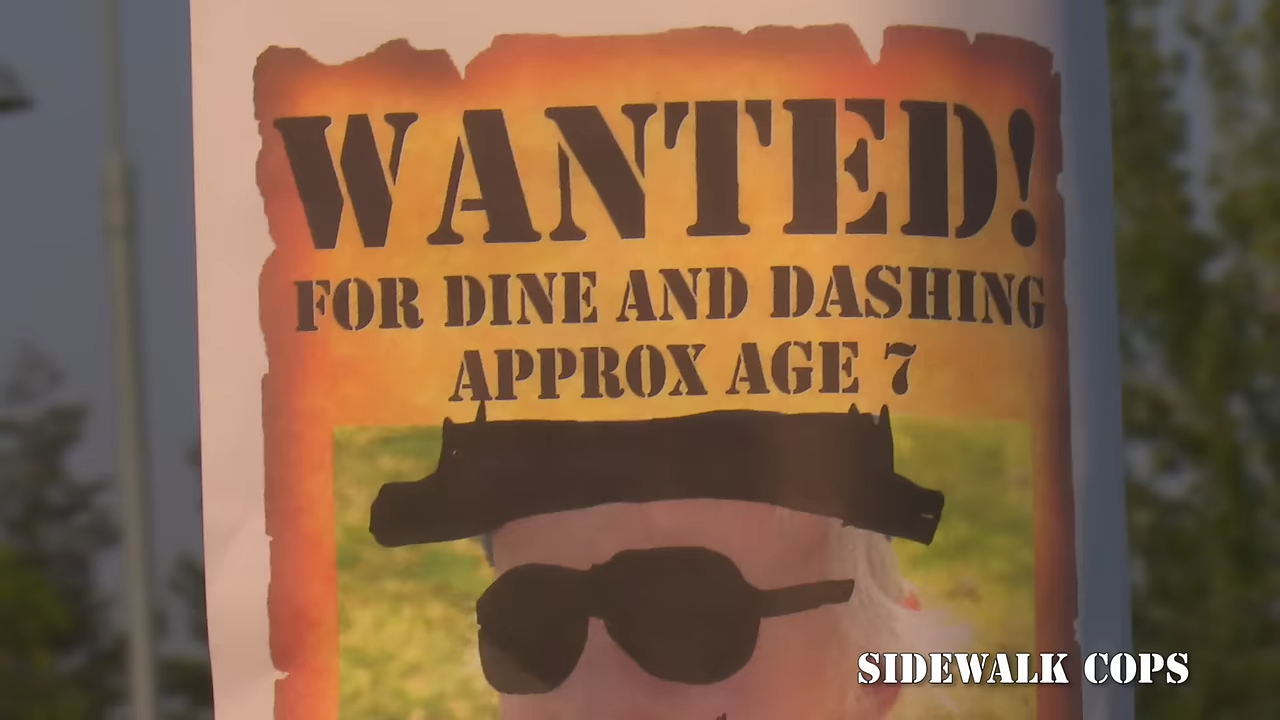 WANTED!
FOR DINE AND DASHING
APPROX AGE 7
SIDEWALK COPS